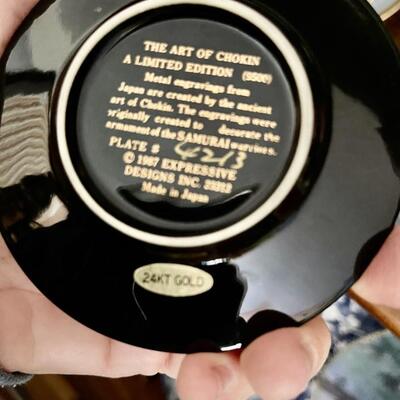 THE ART OF CHOKIN
A LIMITED EDITION (9500)
Metal engravings from
Japan are created by the ancient
art of Chokin. The engravings were
originally created to decorate the
armament of the SAMURAI warriors.
PLATE # 4213
© 1987 EXPRESSIVE
DESIGNS INC. 33313
Made in Japan
24KT GOLD